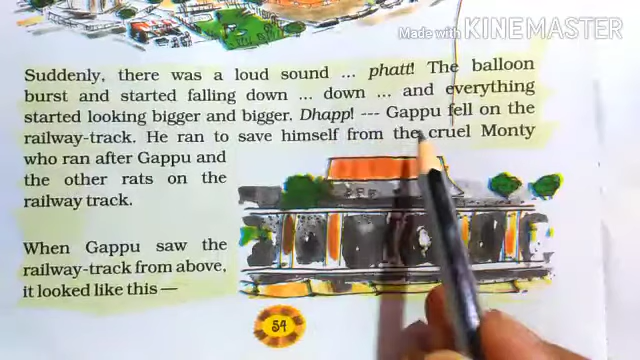 Made with KINEMASTER
Suddenly, there was a loud sound ... phatt! The balloon
burst and started falling down ... down ... and everything
started looking bigger and bigger. Dhapp! --- Gappu fell on the
railway-track. He ran to save himself from the cruel Monty
who ran after Gappu and
the other rats on the
railway track.
When Gappu saw the
railway-track from above,
it looked like this —
54